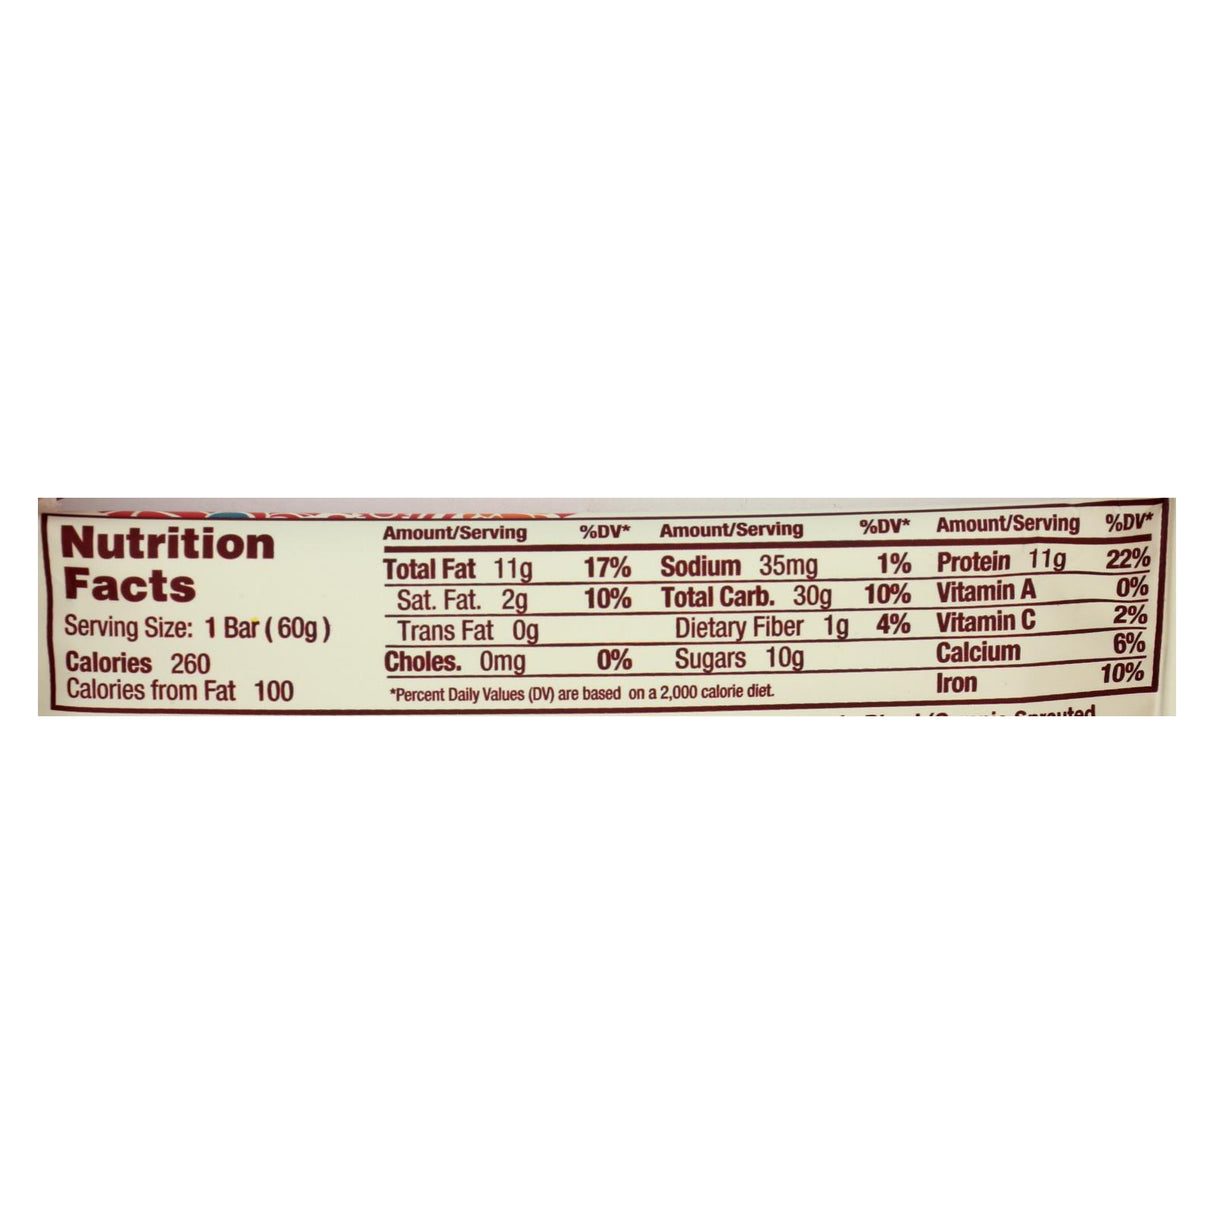 Nutrition
Facts
Serving Size: 1 Bar ( 60g )
Calories 260
Calories from Fat 100
Amount/Serving %DV*
Total Fat 11g 17%
Sat. Fat. 2g 10%
Trans Fat 0g
Choles. 0mg 0%
*Percent Daily Values (DV) are based on a 2,000 calorie diet.
Amount/Serving %DV*
Sodium 35mg 1%
Total Carb. 30g 10%
Dietary Fiber 1g 4%
Sugars 10g
Amount/Serving %DV*
Protein 11g 22%
Vitamin A 0%
Vitamin C 2%
Calcium 6%
Iron 10%
Sprouted